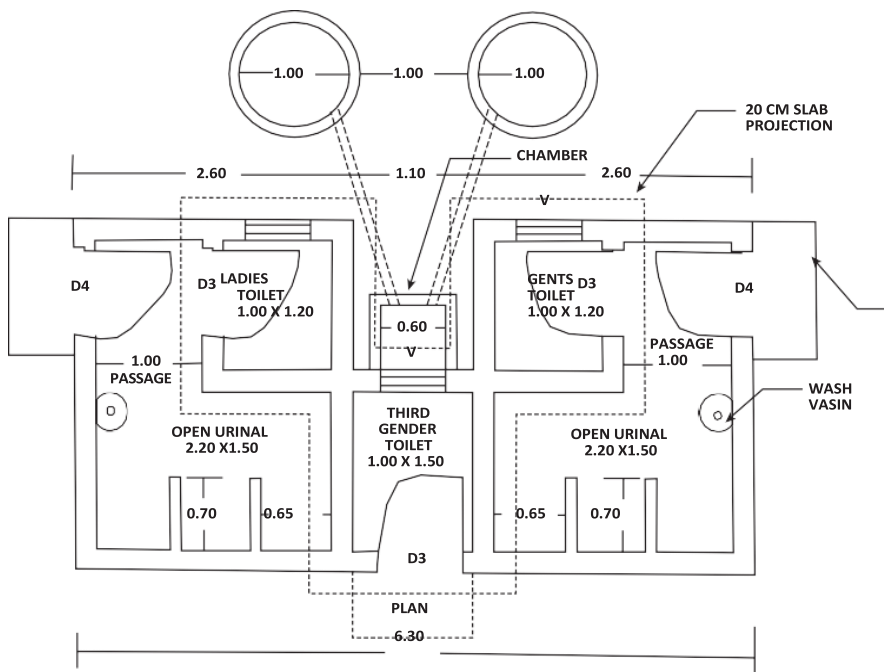 1.00
1.00
1.00
20 CM SLAB
PROJECTION
CHAMBER
2.60
1.10
2.60
V
D4
D3
LADIES
TOILET
1.00 X 1.20
GENTS
TOILET
1.00 X 1.20
D3
D4
0.60
V
1.00
PASSAGE
PASSAGE
1.00
WASH
VASIN
THIRD
GENDER
TOILET
1.00 X 1.50
OPEN URINAL
2.20 X1.50
OPEN URINAL
2.20 X1.50
0.70
0.65
0.65
0.70
D3
PLAN
6.30